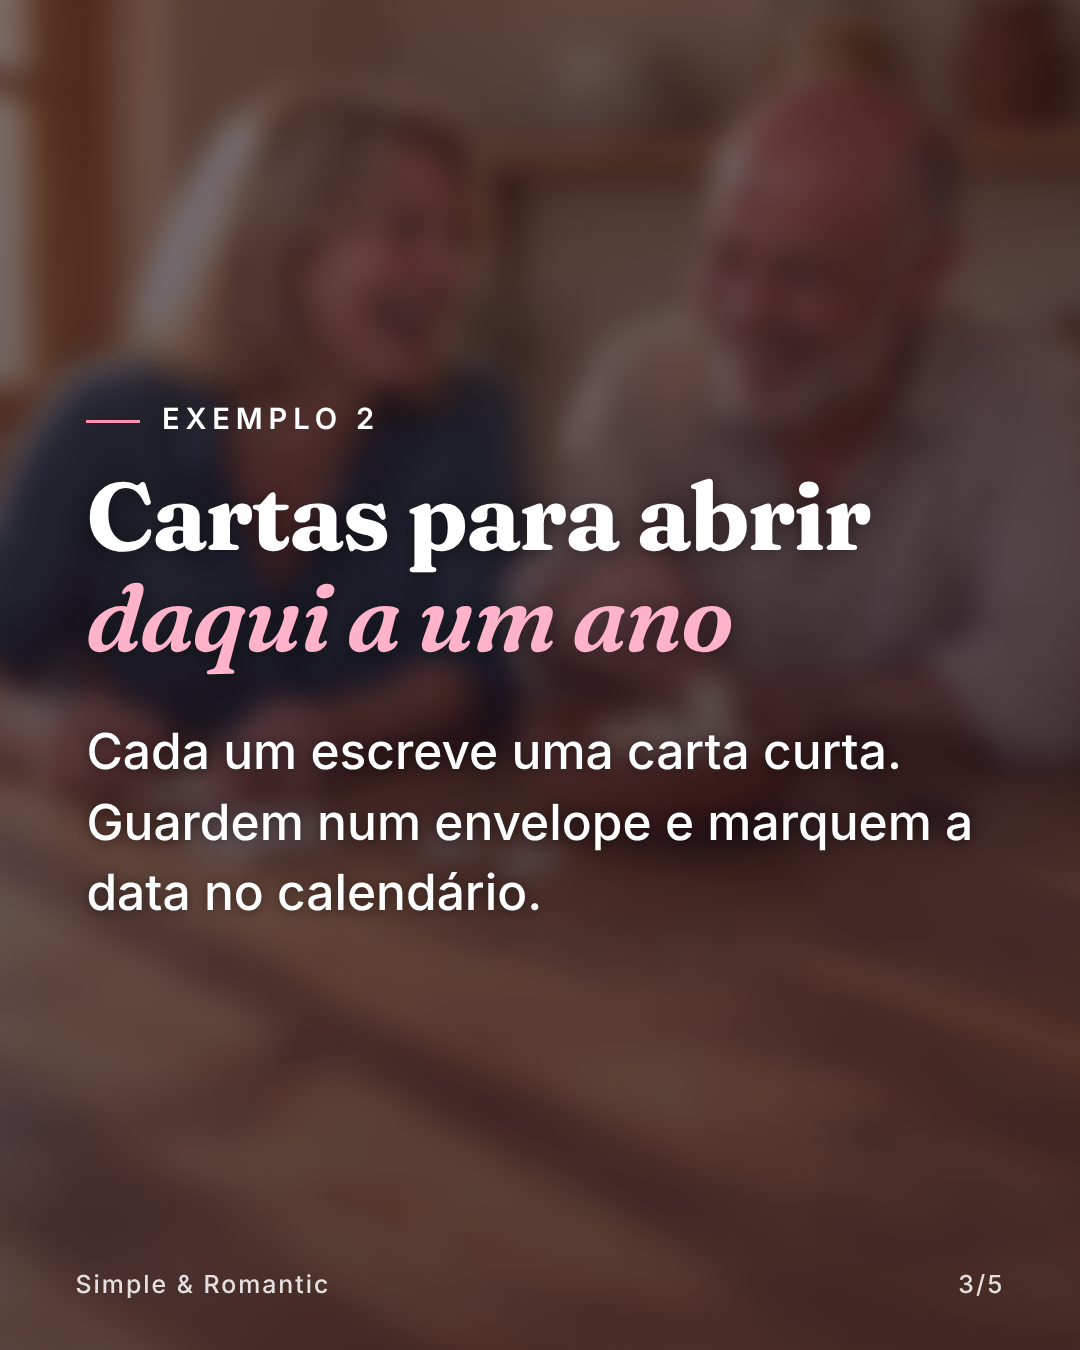 EXEMPLO 2
Cartas para abrir
daqui a um ano
Cada um escreve uma carta curta.
Guardem num envelope e marquem a
data no calendário.
Simple & Romantic
3/5